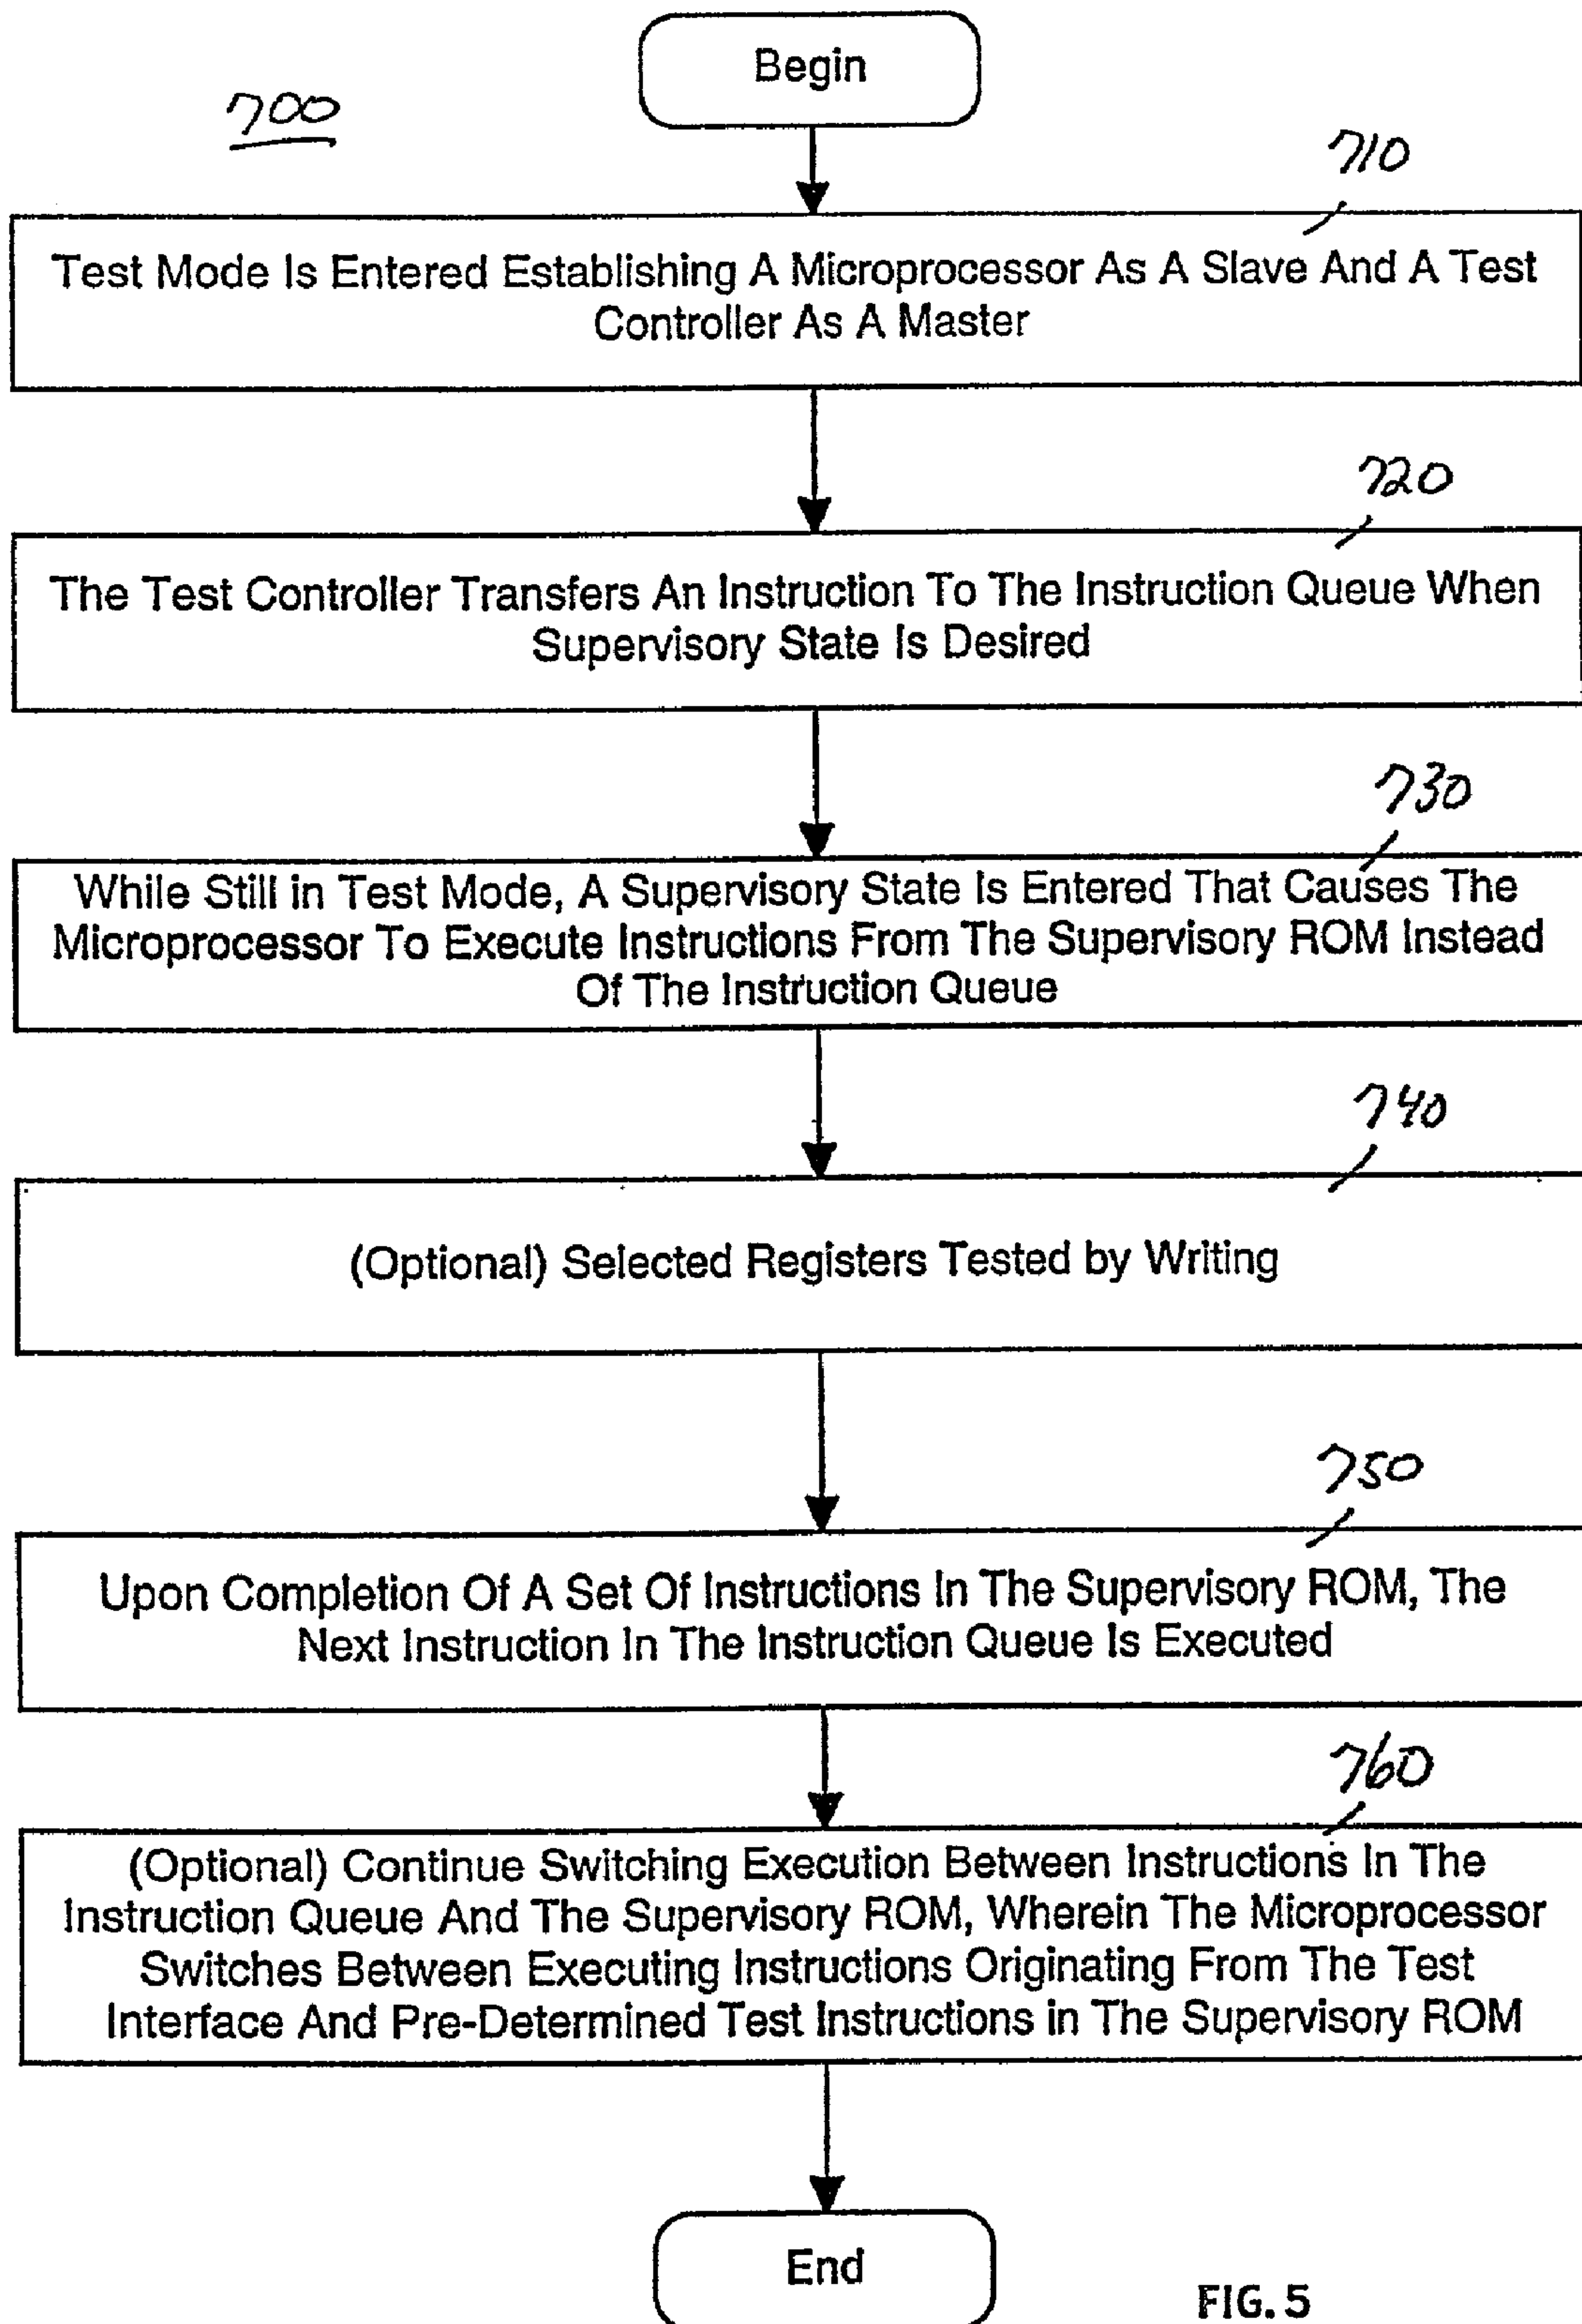 Begin
700
710
Test Mode Is Entered Establishing A Microprocessor As A Slave And A Test
Controller As A Master
720
The Test Controller Transfers An Instruction To The Instruction Queue When
Supervisory State Is Desired
730
While Still in Test Mode, A Supervisory State Is Entered That Causes The
Microprocessor To Execute Instructions From The Supervisory ROM Instead
Of The Instruction Queue
740
(Optional) Selected Registers Tested by Writing
750
Upon Completion Of A Set Of Instructions In The Supervisory ROM, The
Next Instruction In The Instruction Queue Is Executed
760
(Optional) Continue Switching Execution Between Instructions In The
Instruction Queue And The Supervisory ROM, Wherein The Microprocessor
Switches Between Executing Instructions Originating From The Test
Interface And Pre-Determined Test Instructions in The Supervisory ROM
End
FIG. 5